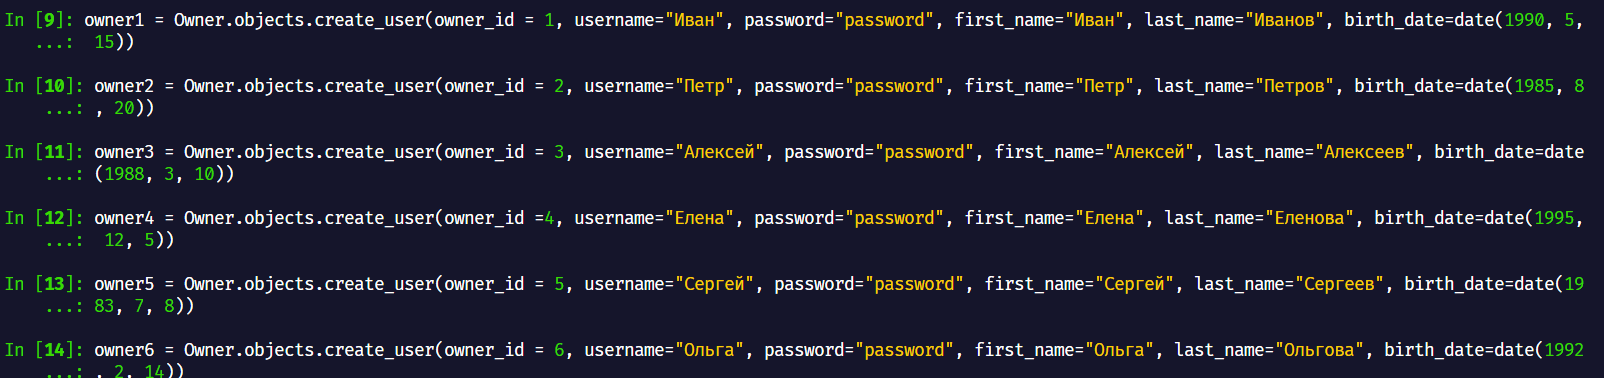 In [9]: owner1 = Owner.objects.create_user(owner_id = 1, username="Иван", password="password", first_name="Иван", last_name="Иванов", birth_date=date(1990, 5,
...:  15))
In [10]: owner2 = Owner.objects.create_user(owner_id = 2, username="Петр", password="password", first_name="Петр", last_name="Петров", birth_date=date(1985, 8
...: , 20))
In [11]: owner3 = Owner.objects.create_user(owner_id = 3, username="Алексей", password="password", first_name="Алексей", last_name="Алексеев", birth_date=date
...: (1988, 3, 10))
In [12]: owner4 = Owner.objects.create_user(owner_id =4, username="Елена", password="password", first_name="Елена", last_name="Еленова", birth_date=date(1995,
...:  12, 5))
In [13]: owner5 = Owner.objects.create_user(owner_id = 5, username="Сергей", password="password", first_name="Сергей", last_name="Сергеев", birth_date=date(19
...: 83, 7, 8))
In [14]: owner6 = Owner.objects.create_user(owner_id = 6, username="Ольга", password="password", first_name="Ольга", last_name="Ольгова", birth_date=date(1992
...: , 2, 14))